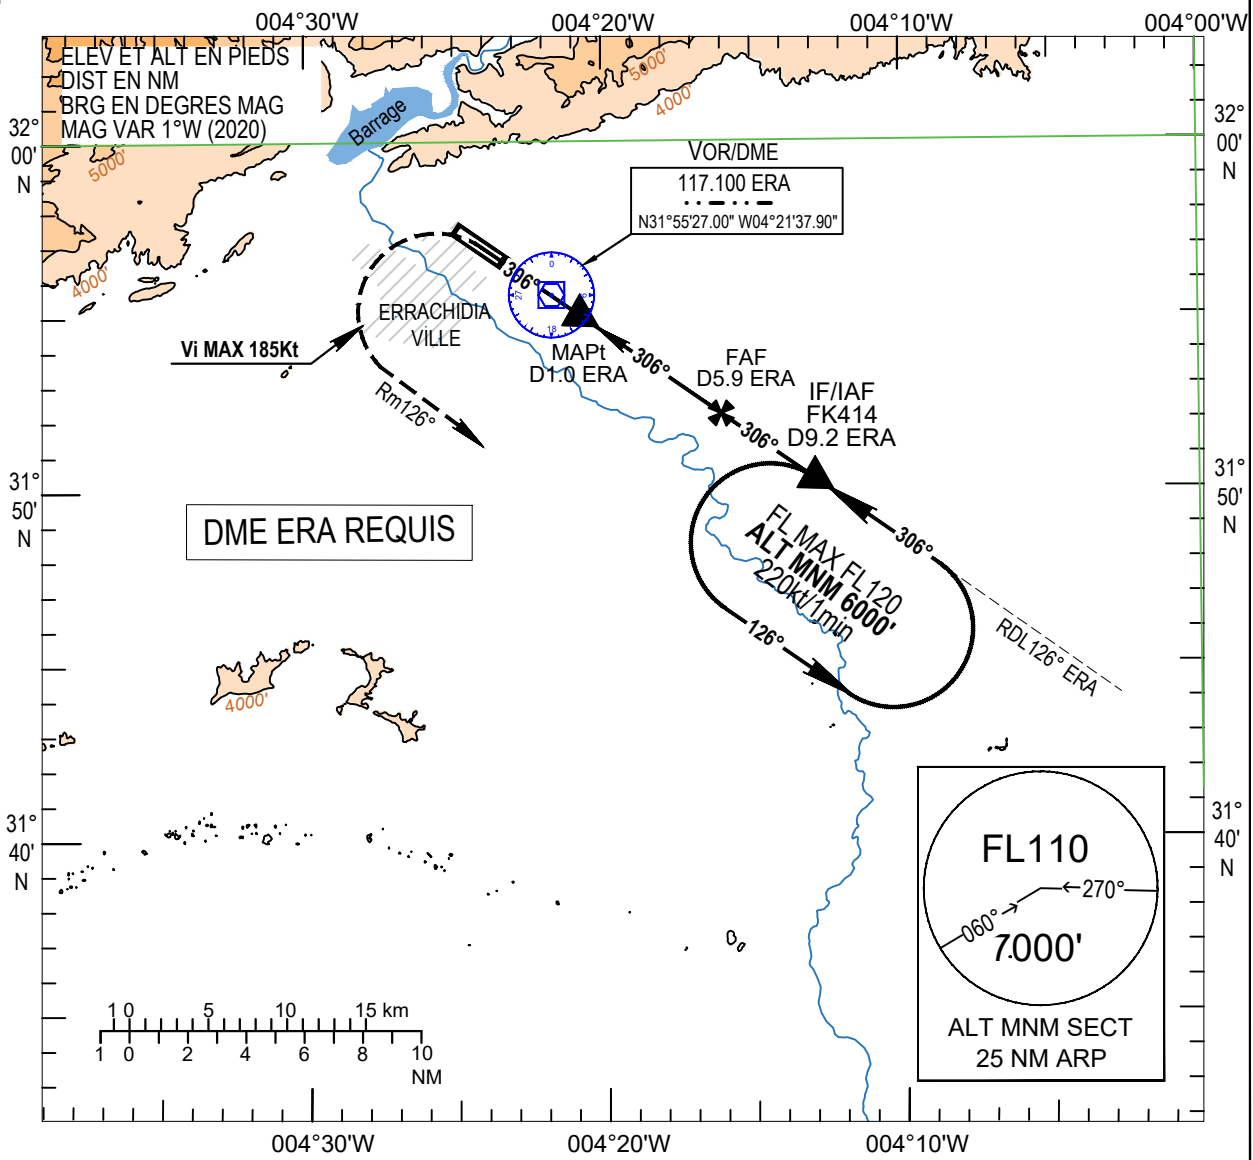 004°30'W
004°20'W
004°10'W
004°00'W
ELEV ET ALT EN PIEDS
DIST EN NM
BRG EN DEGRES MAG
MAG VAR 1°W (2020)
5000'
4000'
Barrage
32°
00'
N
32°
00'
N
5000'
4000'
VOR/DME
117.100 ERA
N31°55'27.00" W04°21'37.90"
306°
0
9
18
27
ERRACHIDIA
VILLE
Vi MAX 185Kt
Rm126°
MAPt
D1.0 ERA
306°
FAF
D5.9 ERA
306°
IF/IAF
FK414
D9.2 ERA
31°
50'
N
31°
50'
N
DME ERA REQUIS
306°
FL MAX FL120
ALT MNM 6000'
220kt/1min
126°
RDL126° ERA
4000'
31°
40'
N
31°
40'
N
FL110
270°
060°
7000'
ALT MNM SECT
25 NM ARP
1 0 5 10 15 km
1 0 2 4 6 8 10
NM
004°30'W
004°20'W
004°10'W